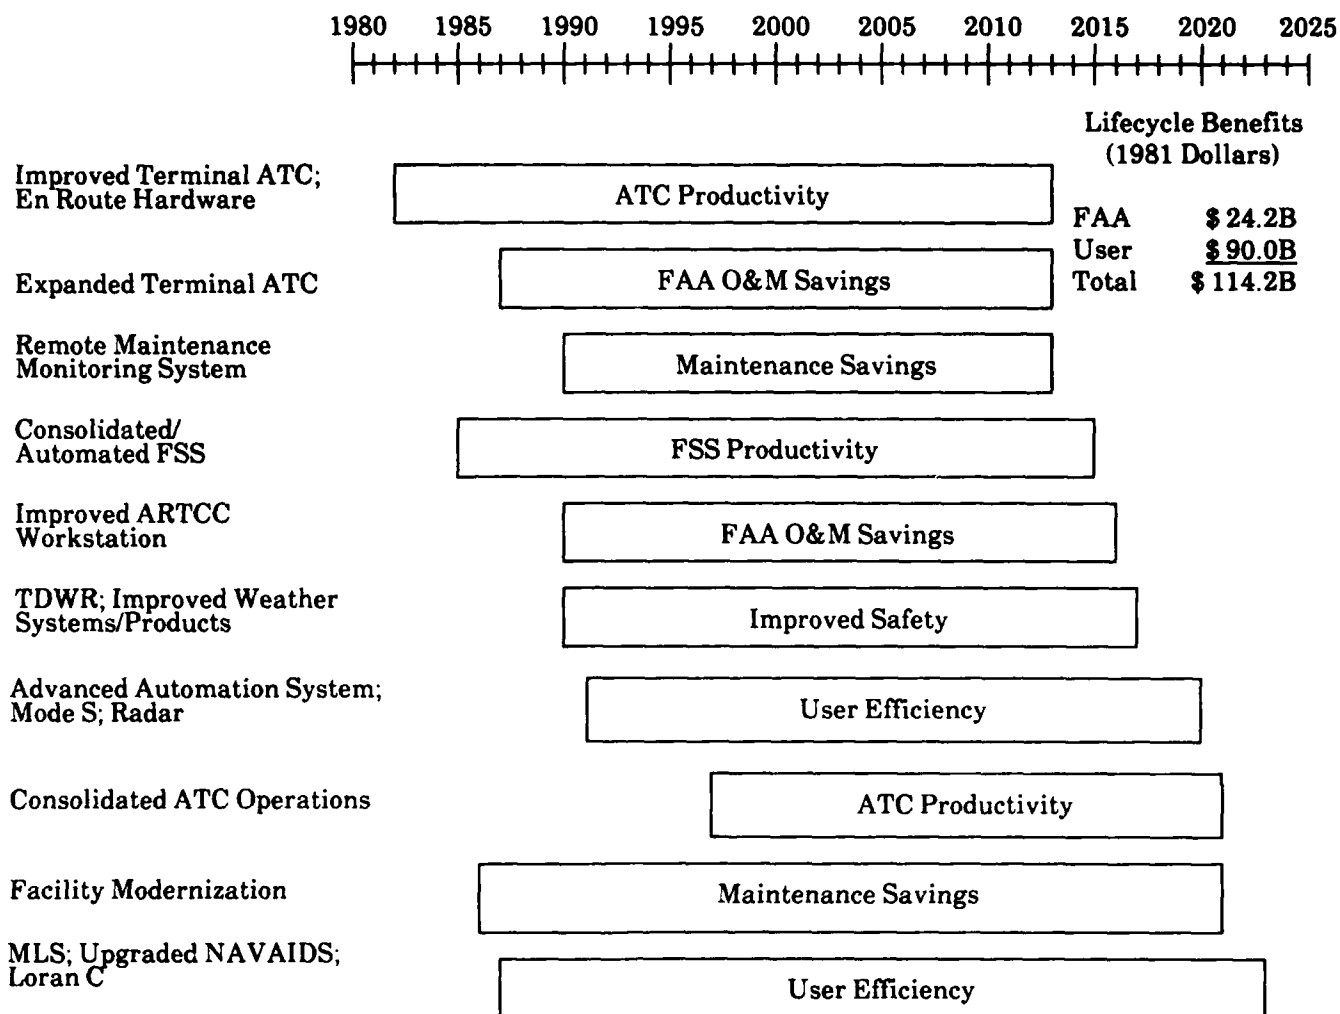 1980 1985 1990 1995 2000 2005 2010 2015 2020 2025
Lifecycle Benefits
(1981 Dollars)
FAA $ 24.2B
User $ 90.0B
Total $ 114.2B
Improved Terminal ATC;
En Route Hardware
ATC Productivity
Expanded Terminal ATC
FAA O&M Savings
Remote Maintenance
Monitoring System
Maintenance Savings
Consolidated/
Automated FSS
FSS Productivity
Improved ARTCC
Workstation
FAA O&M Savings
TDWR; Improved Weather
Systems/Products
Improved Safety
Advanced Automation System;
Mode S; Radar
User Efficiency
Consolidated ATC Operations
ATC Productivity
Facility Modernization
Maintenance Savings
MLS; Upgraded NAVAIDS;
Loran C
User Efficiency